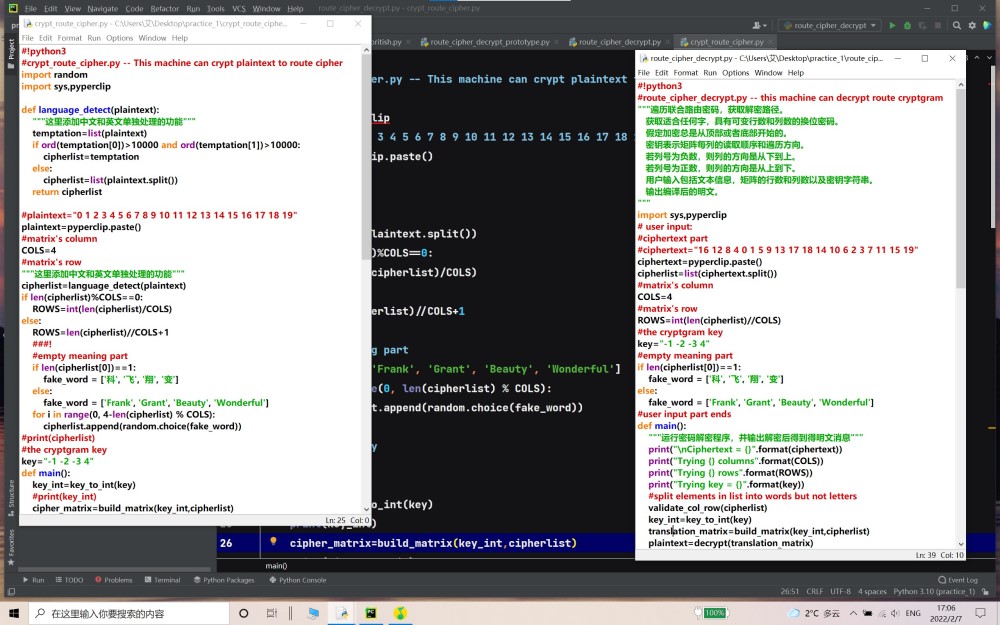 File Edit View Navigate Code Refactor Run Tools VCS Window Help route_cipher_decrypt.py - crypt_route_cipher.py
crypt_route_cipher.py - C:\Users\艾\Desktop\practice_1\crypt_route_ciphe...
File Edit Format Run Options Window Help
#!python3
#crypt_route_cipher.py -- This machine can crypt plaintext to route cipher
import random
import sys,pyperclip
def language_detect(plaintext):
"""这里添加中文和英文单独处理的功能"""
temptation=list(plaintext)
if ord(temptation[0])>10000 and ord(temptation[1])>10000:
cipherlist=temptation
else:
cipherlist=list(plaintext.split())
return cipherlist
#plaintext="0 1 2 3 4 5 6 7 8 9 10 11 12 13 14 15 16 17 18 19"
plaintext=pyperclip.paste()
#matrix's column
COLS=4
#matrix's row
"""这里添加中文和英文单独处理的功能"""
cipherlist=language_detect(plaintext)
if len(cipherlist)%COLS==0:
ROWS=int(len(cipherlist)/COLS)
else:
ROWS=len(cipherlist)//COLS+1
###!
#empty meaning part
if len(cipherlist[0])==1:
fake_word = ['科', '飞', '翔', '变']
else:
fake_word = ['Frank', 'Grant', 'Beauty', 'Wonderful']
for i in range(0, 4-len(cipherlist) % COLS):
cipherlist.append(random.choice(fake_word))
#print(cipherlist)
#the cryptgram key
key="-1 -2 -3 4"
def main():
key_int=key_to_int(key)
#print(key_int)
cipher_matrix=build_matrix(key_int,cipherlist)
Ln: 25 Col: 0
pritish.py route_cipher_decrypt_prototype.py route_cipher_decrypt.py crypt_route_cipher.py
route_cipher_decrypt
er.py -- This machine can crypt plaintext
lip
3 4 5 6 7 8 9 10 11 12 13 14 15 16 17 18
ip.paste()
laintext.split())
)%COLS==0:
cipherlist)/COLS)
erlist)//COLS+1
g part
'Frank', 'Grant', 'Beauty', 'Wonderful']
e(0, len(cipherlist) % COLS):
t.append(random.choice(fake_word))
y
o_int(key)
print(key_int)
26 cipher_matrix=build_matrix(key_int,cipherlist)
main()
route_cipher_decrypt.py - C:\Users\艾\Desktop\practice_1\route_cip...
File Edit Format Run Options Window Help
#!python3
#route_cipher_decrypt.py -- this machine can decrypt route cryptgram
"""遍历联合路由密码，获取解密路径。
获取适合任何字，具有可变行数和列数的换位密码。
假定加密总是从顶部或者底部开始的。
密钥表示矩阵每列的读取顺序和遍历方向。
若列号为负数，则列的方向是从下到上。
若列号为正数，则列的方向是从上到下。
用户输入包括文本信息，矩阵的行数和列数以及密钥字符串。
输出编译后的明文。
"""
import sys,pyperclip
# user input:
#ciphertext part
#ciphertext="16 12 8 4 0 1 5 9 13 17 18 14 10 6 2 3 7 11 15 19"
ciphertext=pyperclip.paste()
cipherlist=list(ciphertext.split())
#matrix's column
COLS=4
#matrix's row
ROWS=int(len(cipherlist)//COLS)
#the cryptgram key
key="-1 -2 -3 4"
#empty meaning part
if len(cipherlist[0])==1:
fake_word = ['科', '飞', '翔', '变']
else:
fake_word = ['Frank', 'Grant', 'Beauty', 'Wonderful']
#user input part ends
def main():
"""运行密码解密程序，并输出解密后得到得明文消息"""
print("\nCiphertext = {}".format(ciphertext))
print("Trying {} columns".format(COLS))
print("Trying {} rows".format(ROWS))
print("Trying key = {}".format(key))
#split elements in list into words but not letters
validate_col_row(cipherlist)
key_int=key_to_int(key)
translation_matrix=build_matrix(key_int,cipherlist)
plaintext=decrypt(translation_matrix)
Ln: 39 Col: 10
Project
Structure
Favorites
Run TODO Problems Terminal Python Packages Python Console Event Log
26:51 CRLF UTF-8 4 spaces Python 3.10 (practice_1)
在这里输入你要搜索的内容
100%
2°C 多云
ENG
17:06
2022/2/7